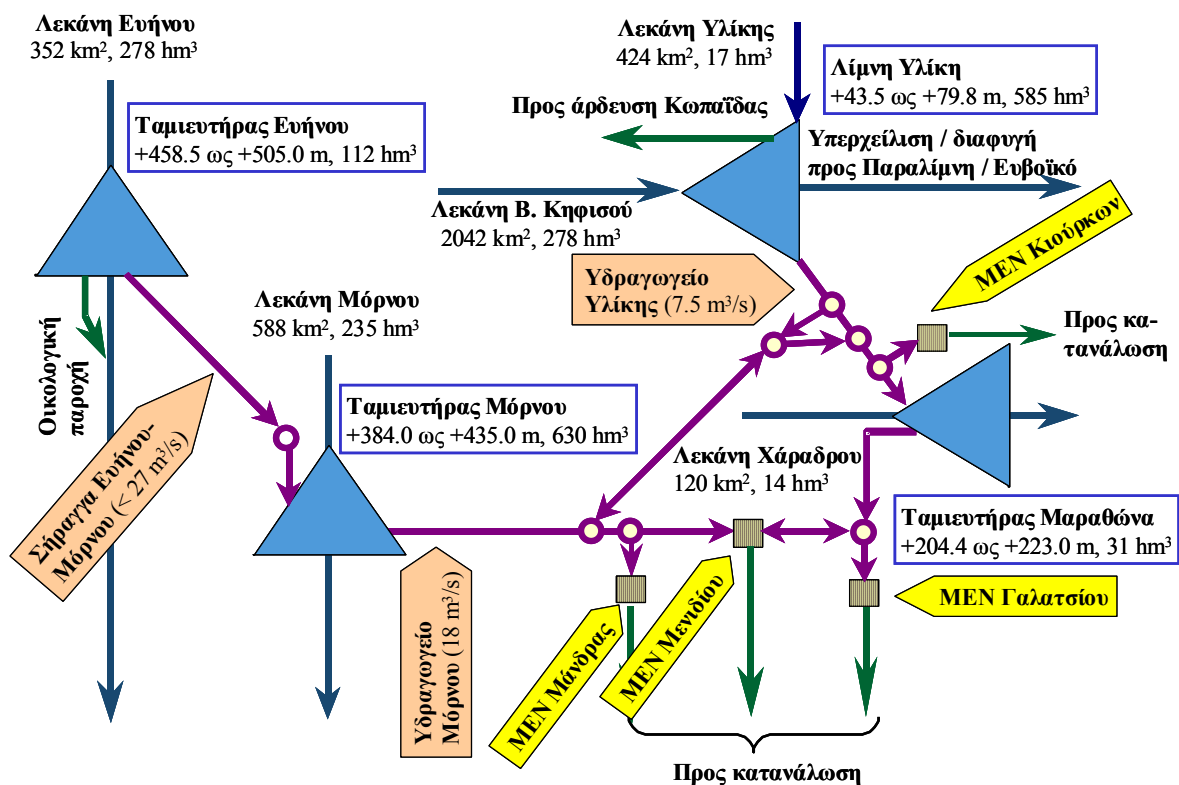 Λεκάνη Ευήνου
352 km², 278 hm³
Ταμιευτήρας Ευήνου
+458.5 ως +505.0 m, 112 hm³
Οικολογική
παροχή
Σήραγγα Ευήνου-
Μόρνου (< 27 m³/s)
Λεκάνη Μόρνου
588 km², 235 hm³
Ταμιευτήρας Μόρνου
+384.0 ως +435.0 m, 630 hm³
Υδραγωγείο
Μόρνου (18 m³/s)
Λεκάνη Υλίκης
424 km², 17 hm³
Λίμνη Υλίκη
+43.5 ως +79.8 m, 585 hm³
Προς άρδευση Κωπαΐδας
Υπερχείλιση / διαφυγή
προς Παραλίμνη / Ευβοϊκό
Λεκάνη Β. Κηφισού
2042 km², 278 hm³
Υδραγωγείο
Υλίκης (7.5 m³/s)
ΜΕΝ Κιούρκων
Προς κα-
τανάλωση
Λεκάνη Χάραδρου
120 km², 14 hm³
Ταμιευτήρας Μαραθώνα
+204.4 ως +223.0 m, 31 hm³
ΜΕΝ Μάνδρας
ΜΕΝ Μενιδίου
ΜΕΝ Γαλατσίου
Προς κατανάλωση